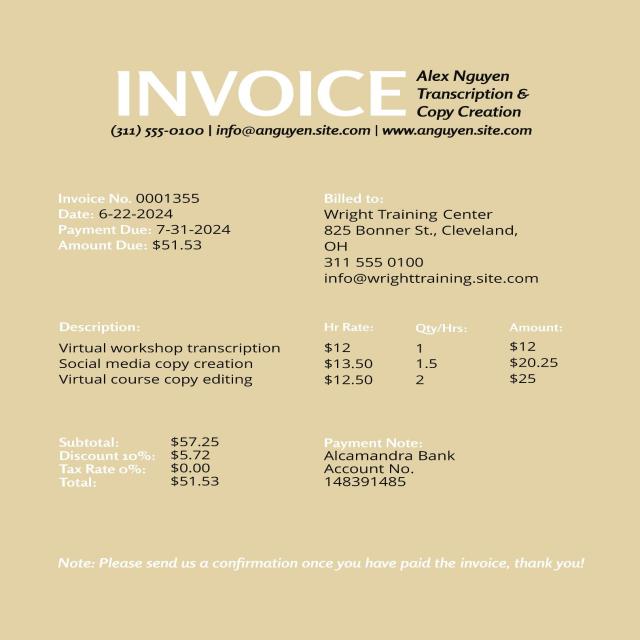 INVOICE
Alex Nguyen
Transcription &
Copy Creation
(311) 555-0100 | info@anguyen.site.com | www.anguyen.site.com
Invoice No. 0001355
Date: 6-22-2024
Payment Due: 7-31-2024
Amount Due: $51.53
Billed to:
Wright Training Center
825 Bonner St., Cleveland,
OH
311 555 0100
info@wrighttraining.site.com
Description: Hr Rate: Qty/Hrs: Amount:
Virtual workshop transcription $12 1 $12
Social media copy creation $13.50 1.5 $20.25
Virtual course copy editing $12.50 2 $25
Subtotal: $57.25
Discount 10%: $5.72
Tax Rate 0%: $0.00
Total: $51.53
Payment Note:
Alcamandra Bank
Account No.
148391485
Note: Please send us a confirmation once you have paid the invoice, thank you!